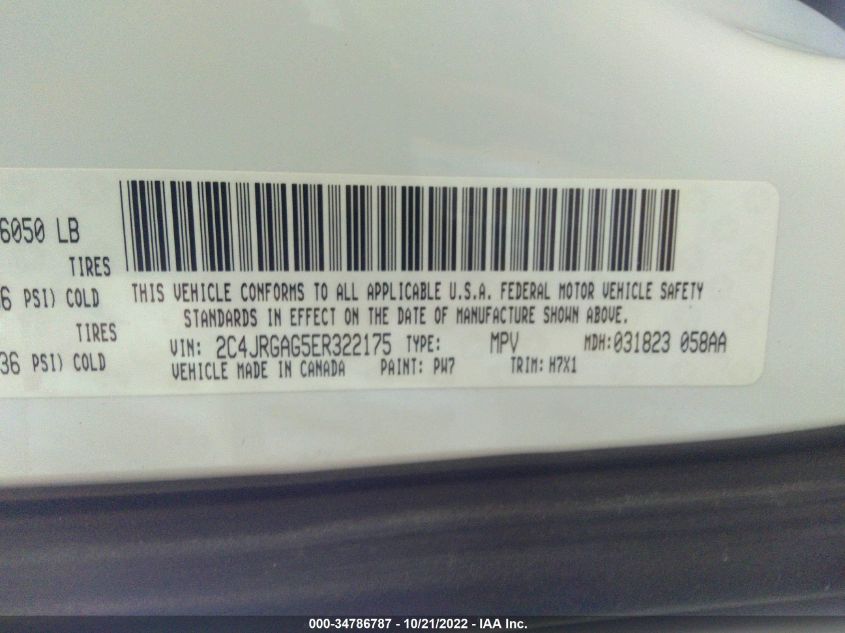 6050 LB
TIRES
6 PSI) COLD
TIRES
36 PSI) COLD
THIS VEHICLE CONFORMS TO ALL APPLICABLE U.S.A. FEDERAL MOTOR VEHICLE SAFETY
STANDARDS IN EFFECT ON THE DATE OF MANUFACTURE SHOWN ABOVE.
VIN: 2C4JRGAG5ER322175 TYPE: MPV MDH:031823 058AA
VEHICLE MADE IN CANADA PAINT: PW7 TRIM: H7X1
000-34786787 - 10/21/2022 - IAA Inc.